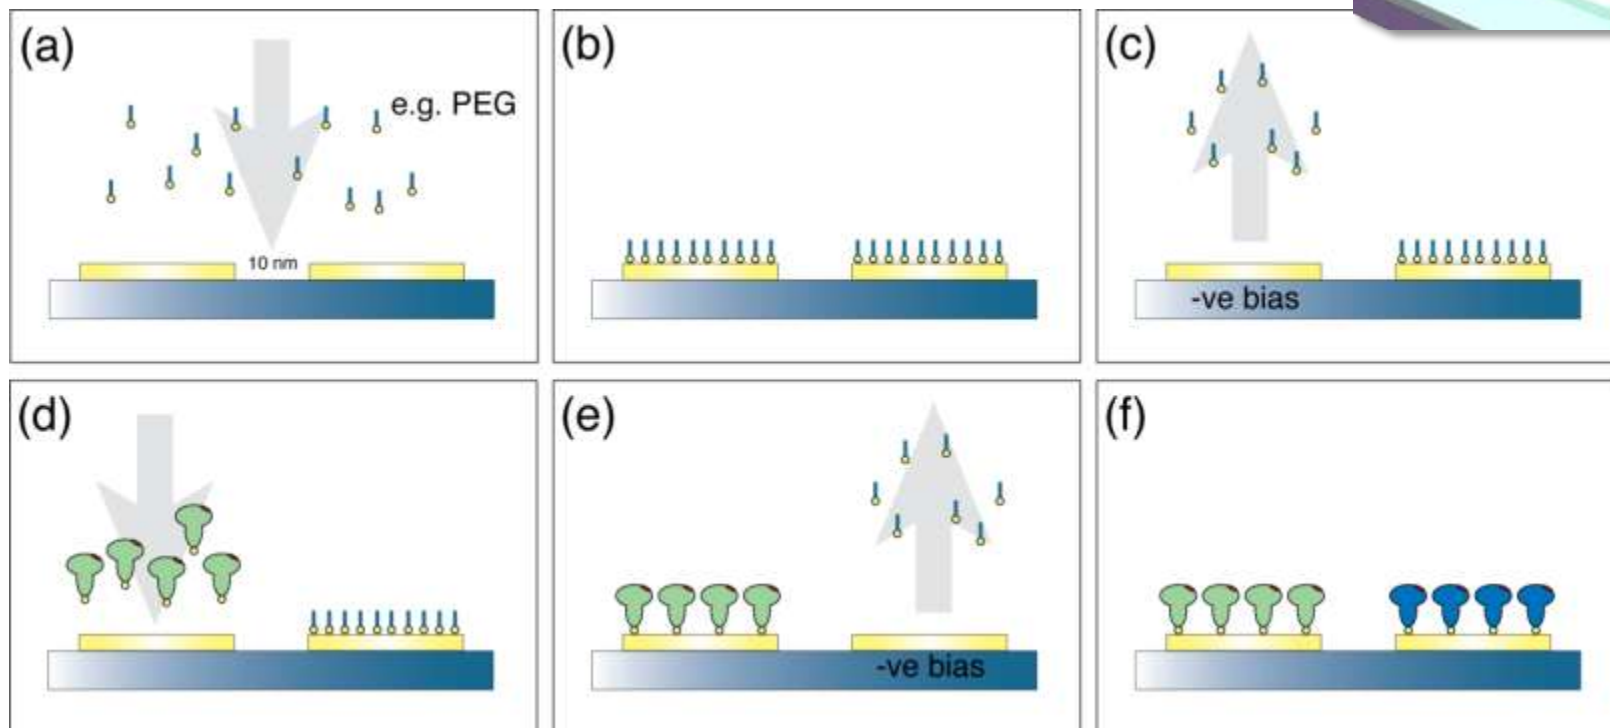 (a)
e.g. PEG
10 nm
(b)
(c)
-ve bias
(d)
(e)
-ve bias
(f)